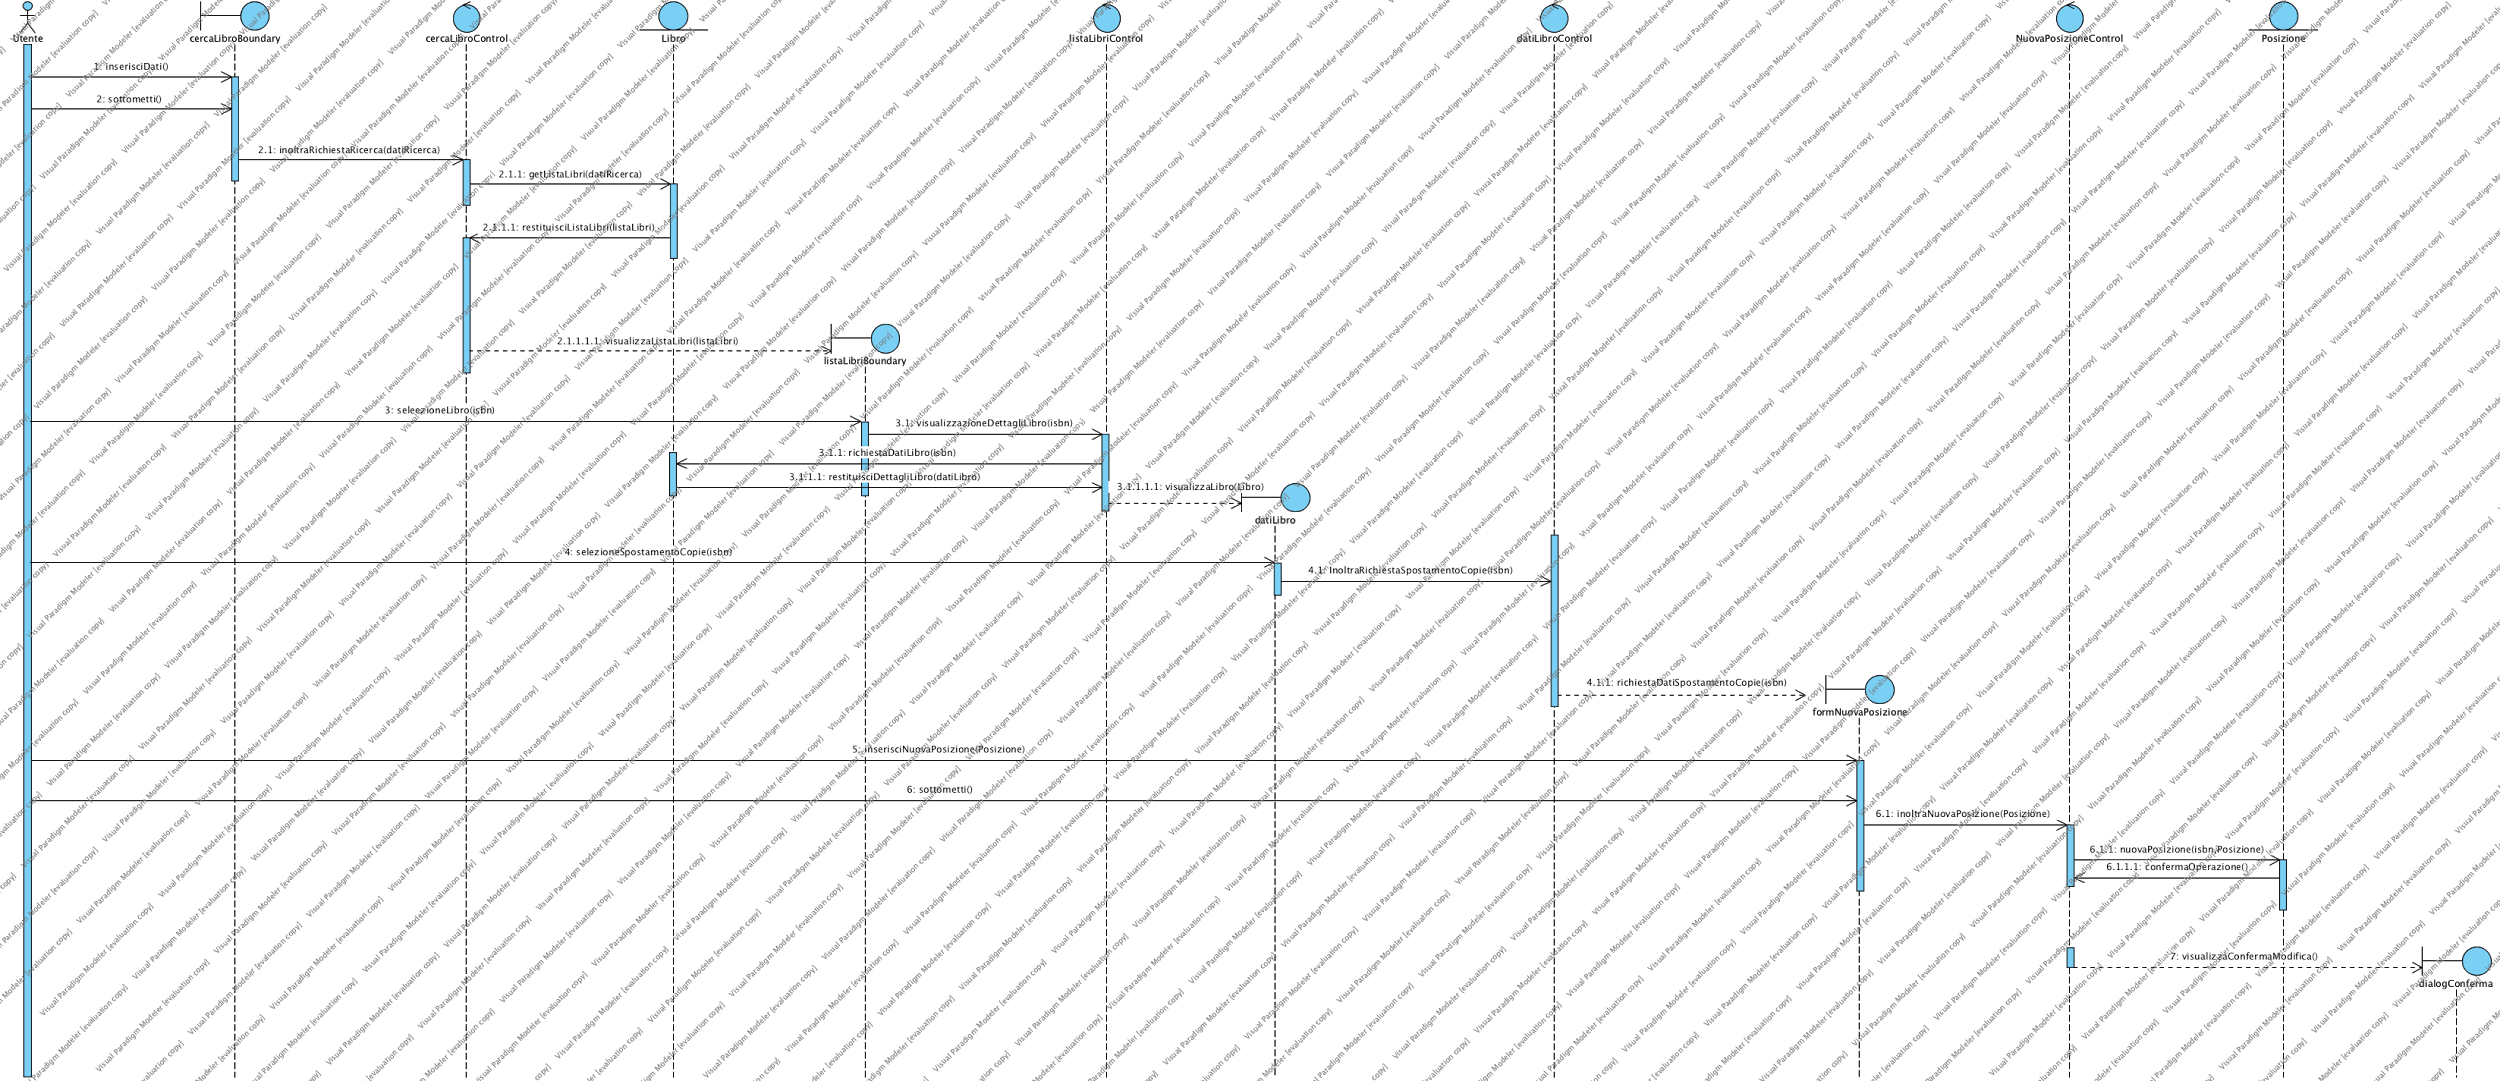 Utente
cercaLibroBoundary
cercaLibroControl
Libro
listaLibriControl
datiLibroControl
NuovaPosizioneControl
Posizione
1: inserisciDati()
2: sottometti()
2.1: inoltraRichiestaRicerca(datiRicerca)
2.1.1: getListaLibri(datiRicerca)
2.1.1.1: restituisciListaLibri(listaLibri)
2.1.1.1.1: visualizzaListaLibri(listaLibri)
listaLibriBoundary
3: selezioneLibro(isbn)
3.1: visualizzazioneDettagliLibro(isbn)
3.1.1: richiestaDatiLibro(isbn)
3.1.1.1: restituisciDettagliLibro(datiLibro)
3.1.1.1.1: visualizzaLibro(Libro)
datiLibro
4: selezioneSpostamentoCopie(isbn)
4.1: InoltraRichiestaSpostamentoCopie(isbn)
4.1.1: richiestaDatiSpostamentoCopie(isbn)
formNuovaPosizione
5: inserisciNuovaPosizione(Posizione)
6: sottometti()
6.1: inoltraNuovaPosizione(Posizione)
6.1.1: nuovaPosizione(isbn,Posizione)
6.1.1.1: confermaOperazione()
7: visualizzaConfermaModifica()
dialogConferma
Visual Paradigm Modeler [evaluation copy]